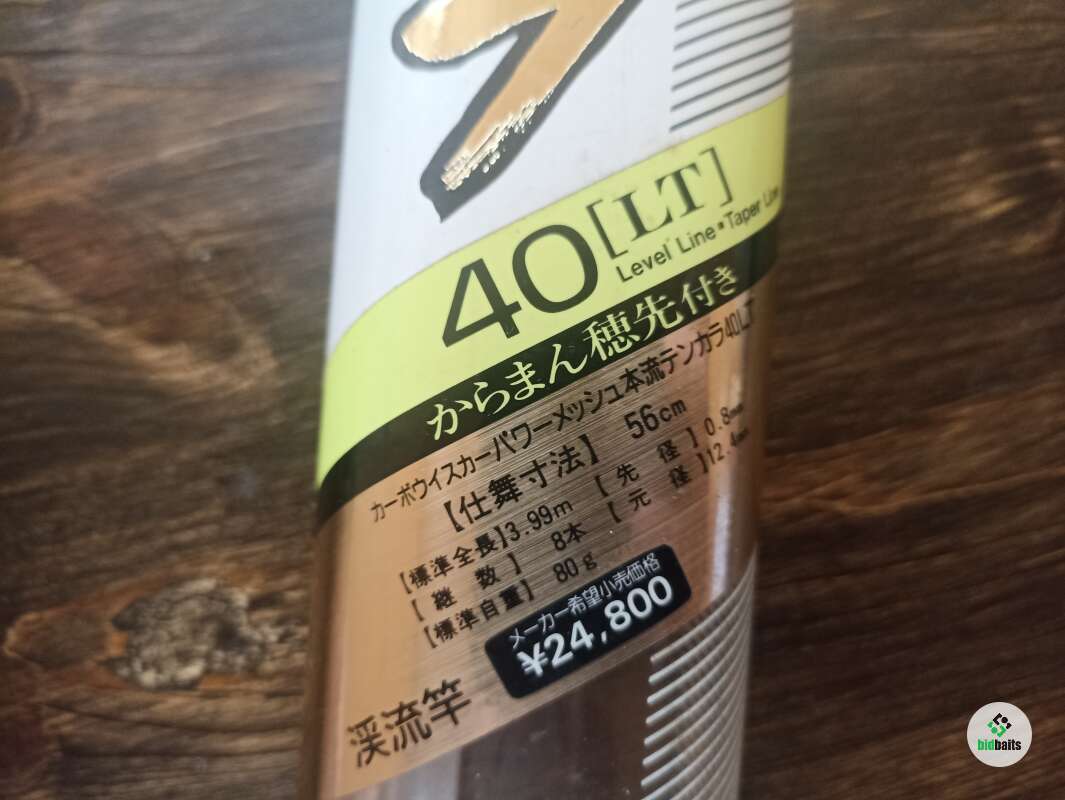 ラ
40[LT]
Level Line■Taper Line
からまん穂先付き
カーボウイスカーパワーメッシュ本流テンカラ40LT
【仕舞寸法】 56cm
【標準全長】3.99m 【先径】0.8mm
【継数】 8本 【元径】12.4mm
【標準自重】 80g
メーカー希望小売価格
¥24,800
渓流竿
bidbaits